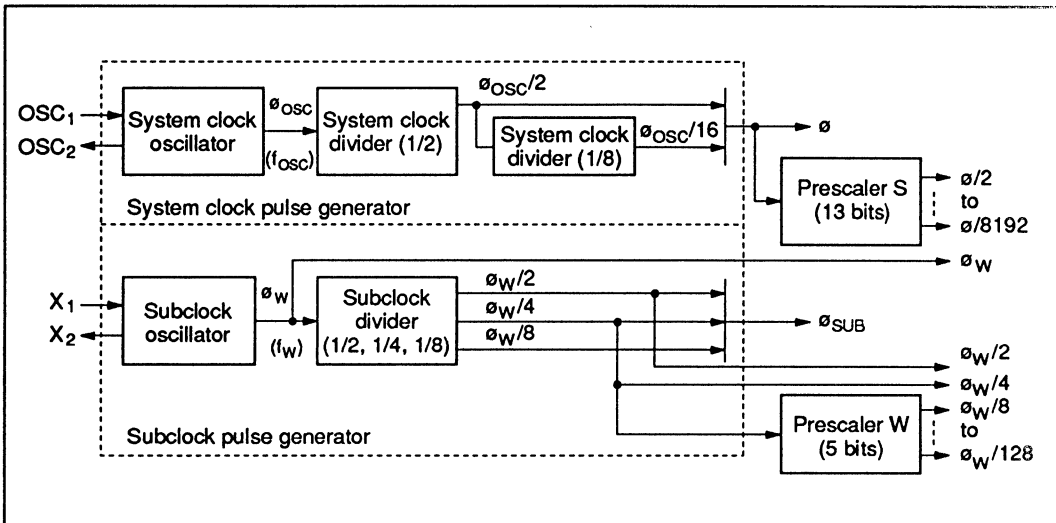 OSC1
OSC2
System clock
oscillator
øOSC
(fOSC)
System clock
divider (1/2)
øOSC/2
System clock
divider (1/8)
øOSC/16
ø
Prescaler S
(13 bits)
ø/2
to
ø/8192
System clock pulse generator
øW
X1
X2
Subclock
oscillator
øW
(fW)
Subclock
divider
(1/2, 1/4, 1/8)
øW/2
øW/4
øW/8
øSUB
øW/2
øW/4
Prescaler W
(5 bits)
øW/8
to
øW/128
Subclock pulse generator